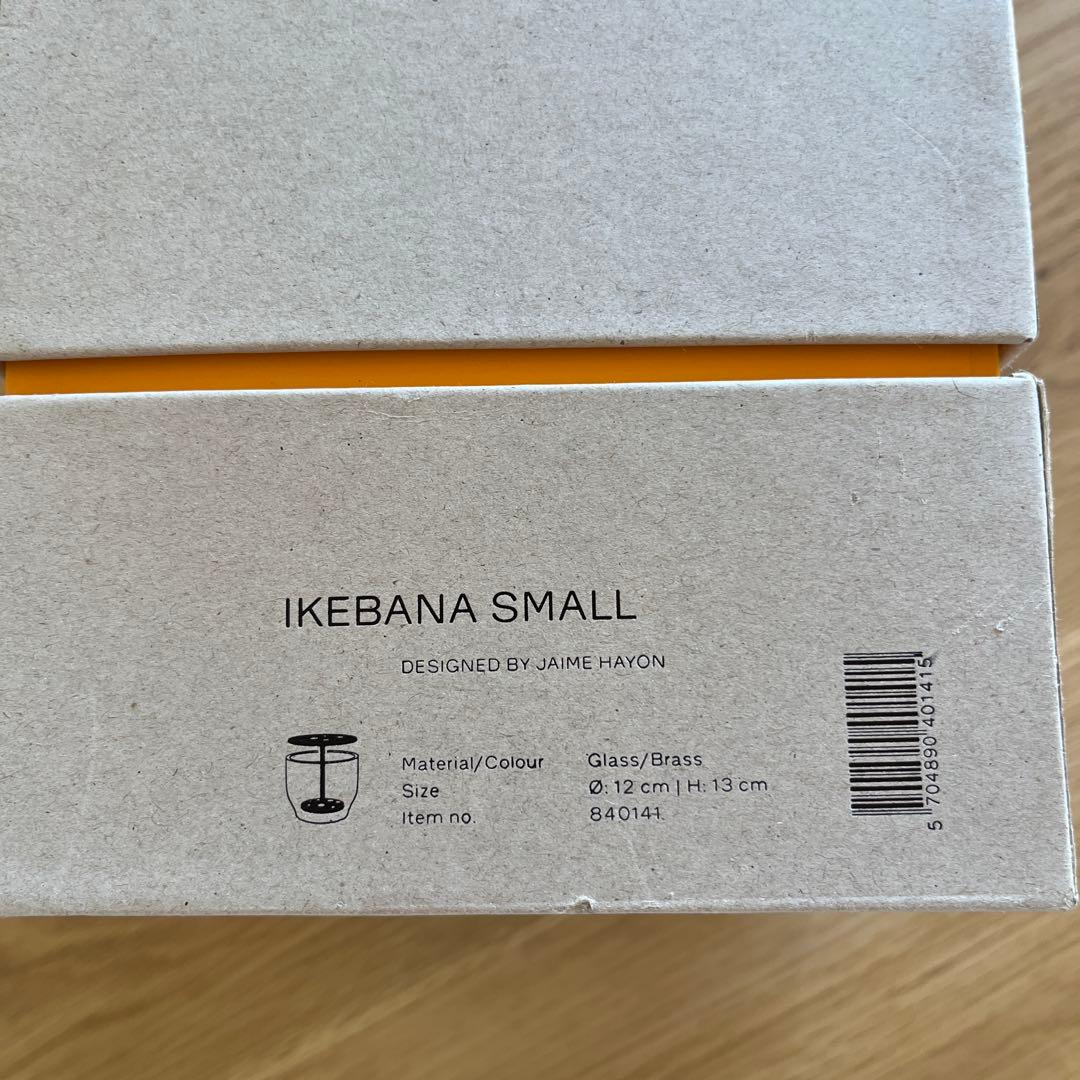 IKEBANA SMALL
DESIGNED BY JAIME HAYON
Material/Colour Glass/Brass
Size Ø: 12 cm | H: 13 cm
Item no. 840141
5 704890 401415